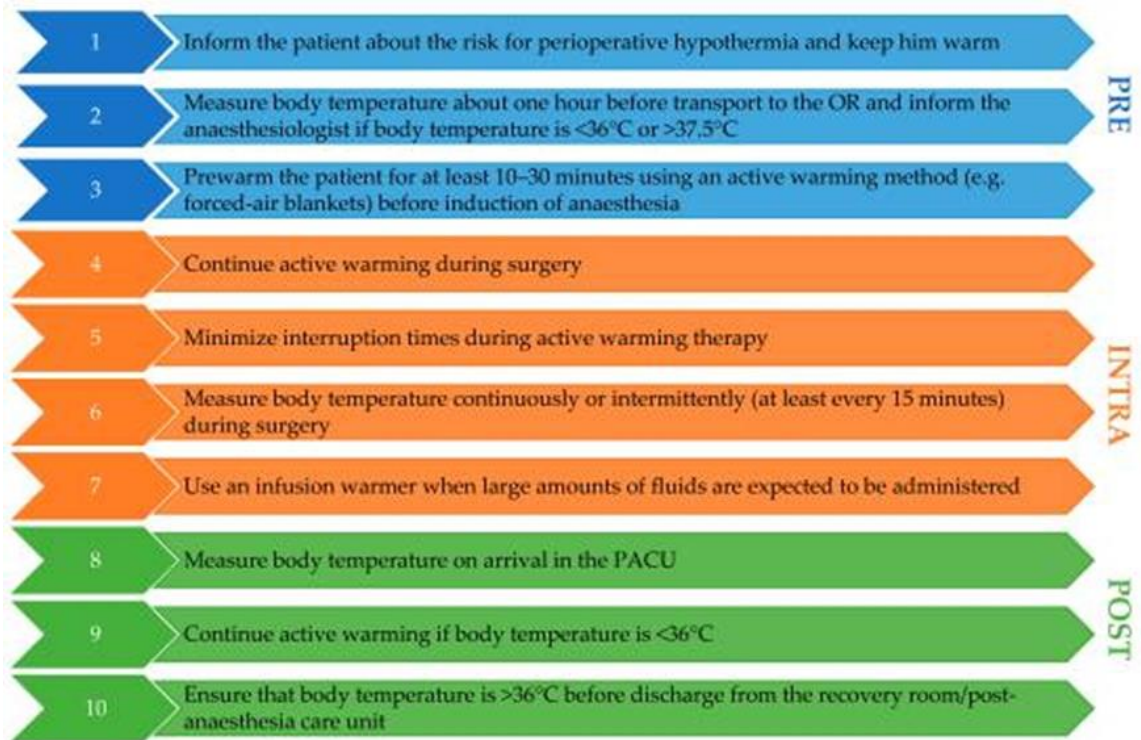 1
Inform the patient about the risk for perioperative hypothermia and keep him warm
2
Measure body temperature about one hour before transport to the OR and inform the
anaesthesiologist if body temperature is <36°C or >37.5°C
3
Prewarm the patient for at least 10–30 minutes using an active warming method (e.g.
forced-air blankets) before induction of anaesthesia
PRE
4
Continue active warming during surgery
5
Minimize interruption times during active warming therapy
6
Measure body temperature continuously or intermittently (at least every 15 minutes)
during surgery
7
Use an infusion warmer when large amounts of fluids are expected to be administered
INTRA
8
Measure body temperature on arrival in the PACU
9
Continue active warming if body temperature is <36°C
10
Ensure that body temperature is >36°C before discharge from the recovery room/post-
anaesthesia care unit
POST